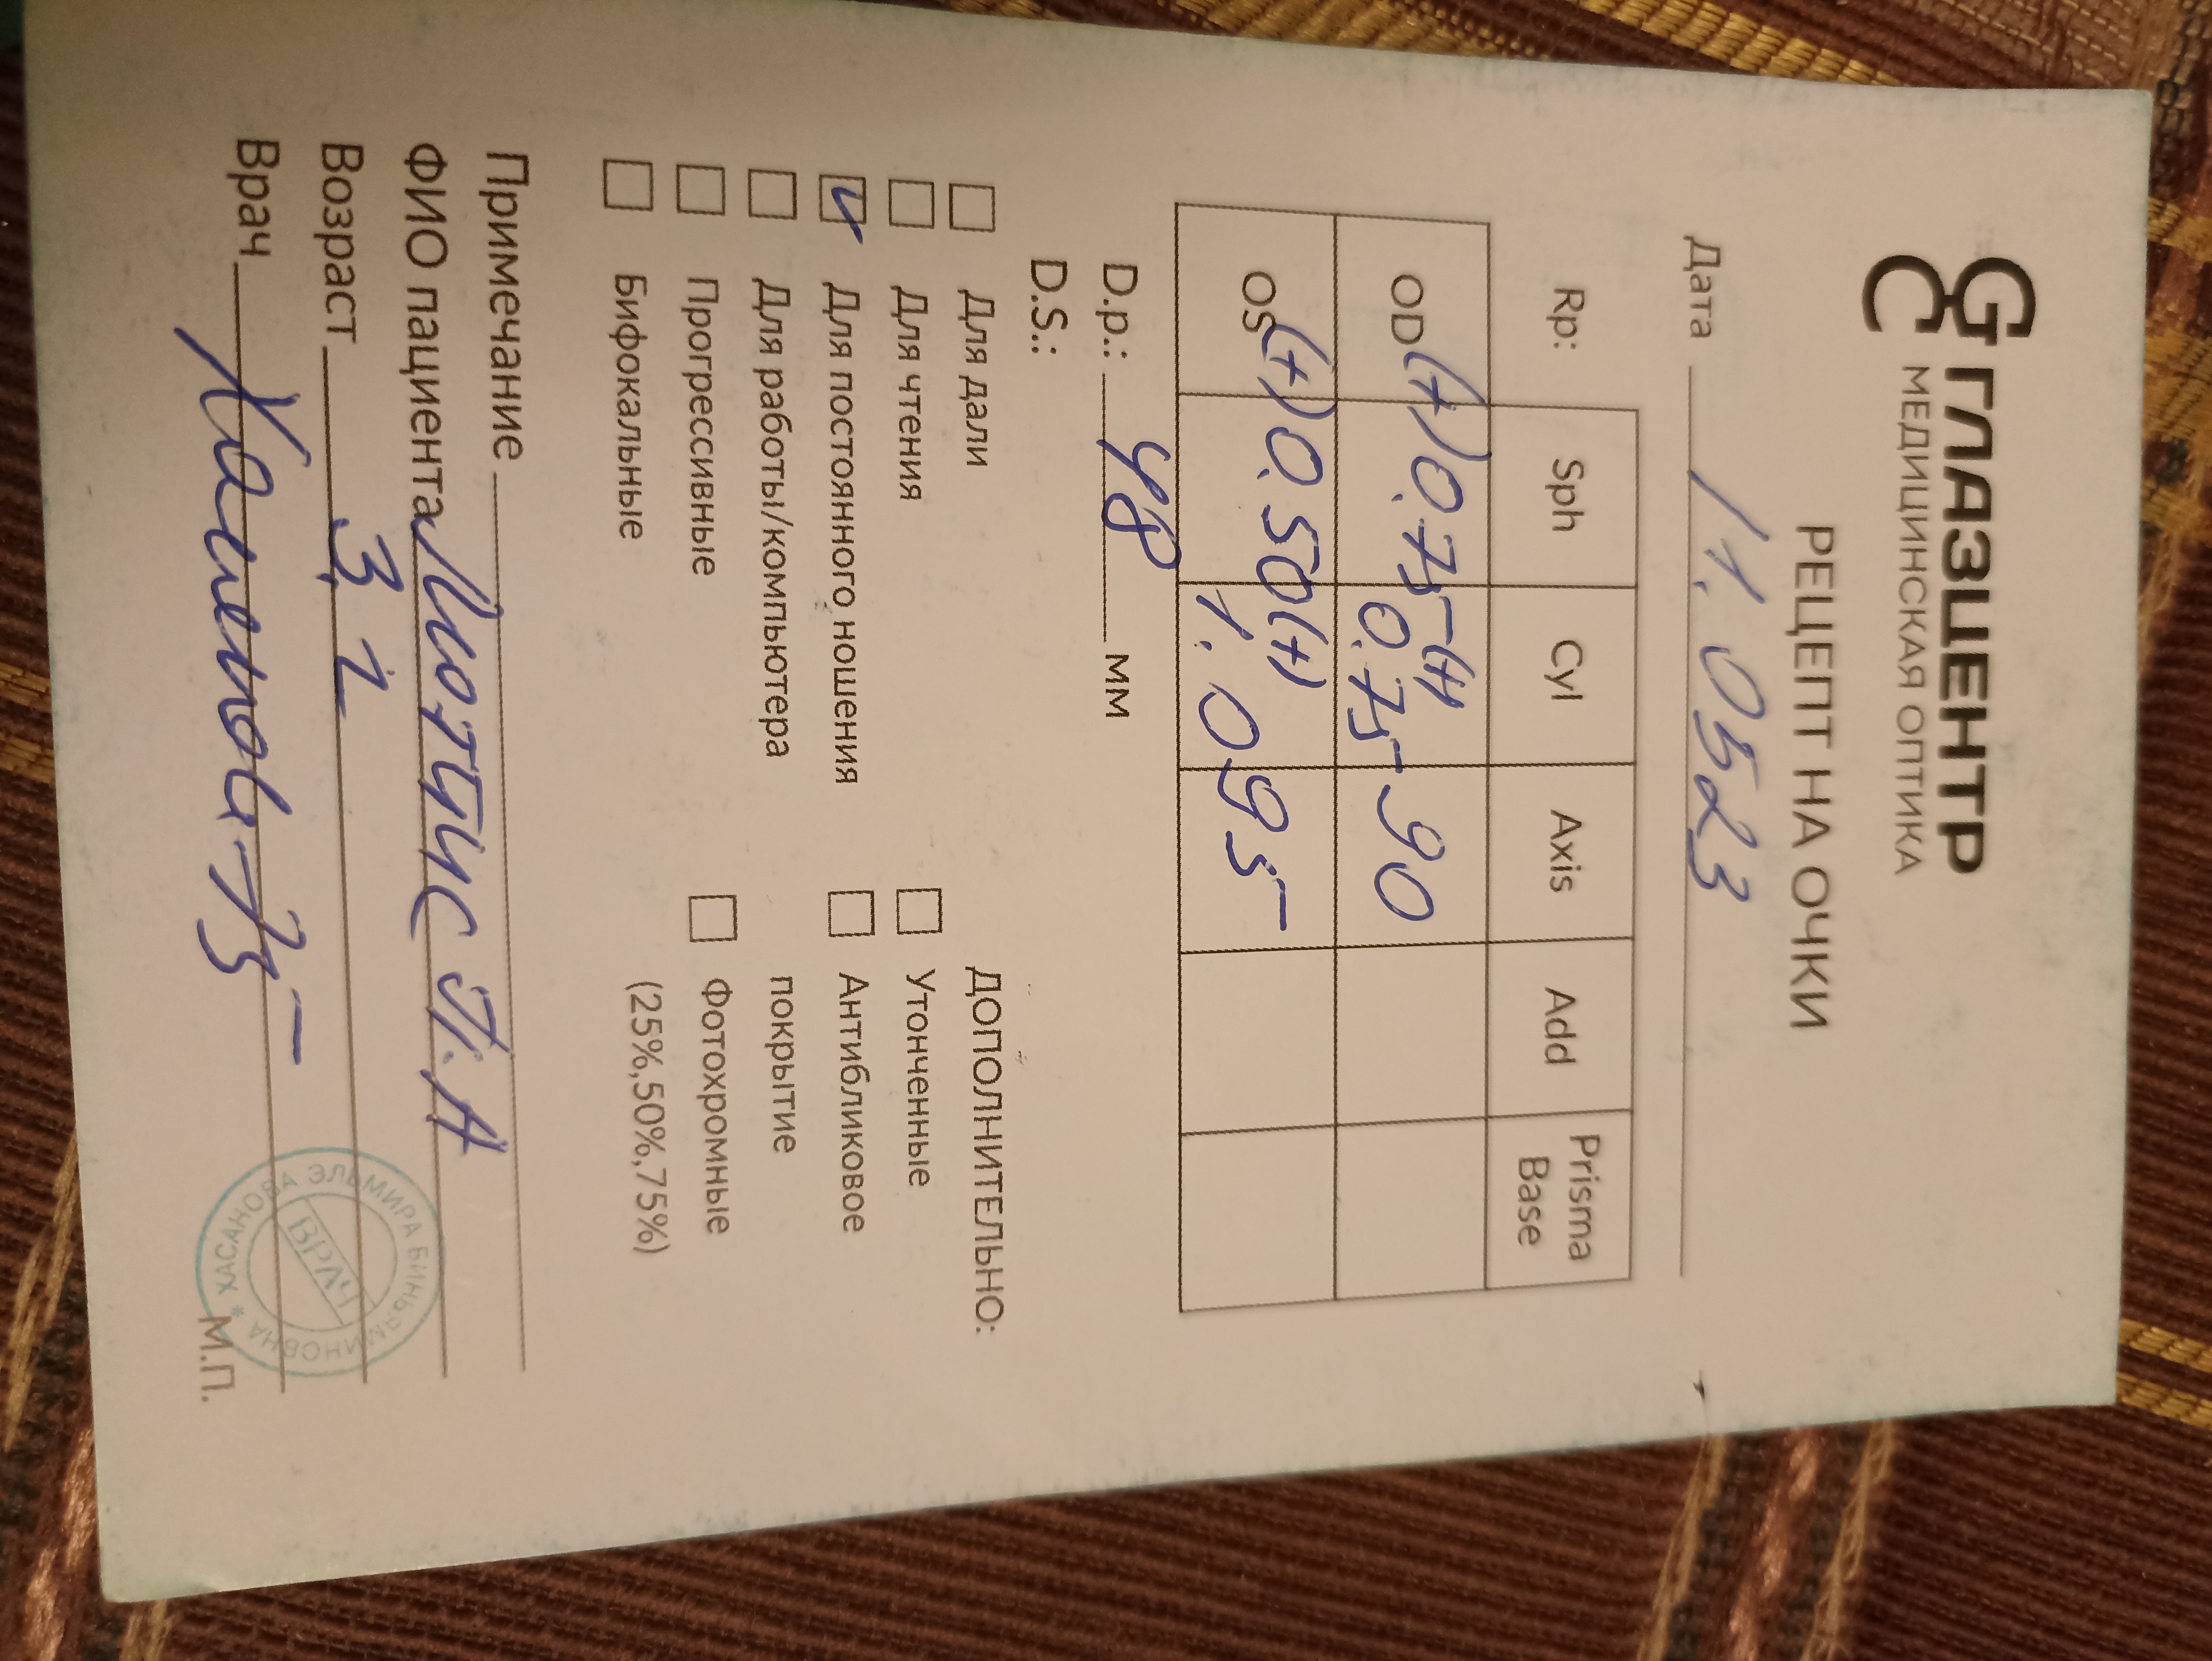 GC ГЛАЗЦЕНТР
МЕДИЦИНСКАЯ ОПТИКА
РЕЦЕПТ НА ОЧКИ
Дата 11.0523
Rp: Sph Cyl Axis Add Prisma Base
OD (+) 0.75 (+) 0.75 90
OS (+) 0.50 (+) 1.0 95
D.p.: 48 мм
D.S.:
Для дали
Для чтения
Для постоянного ношения
Для работы/компьютера
Прогрессивные
Бифокальные
ДОПОЛНИТЕЛЬНО:
Утонченные
Антибликовое
покрытие
Фотохромные
(25%,50%,75%)
Примечание
ФИО пациента П.А
Возраст
Врач
ХАСАНОВА ЭЛЬМИРА БИНЬЯМИНОВНА *
ВРАЧ
М.П.